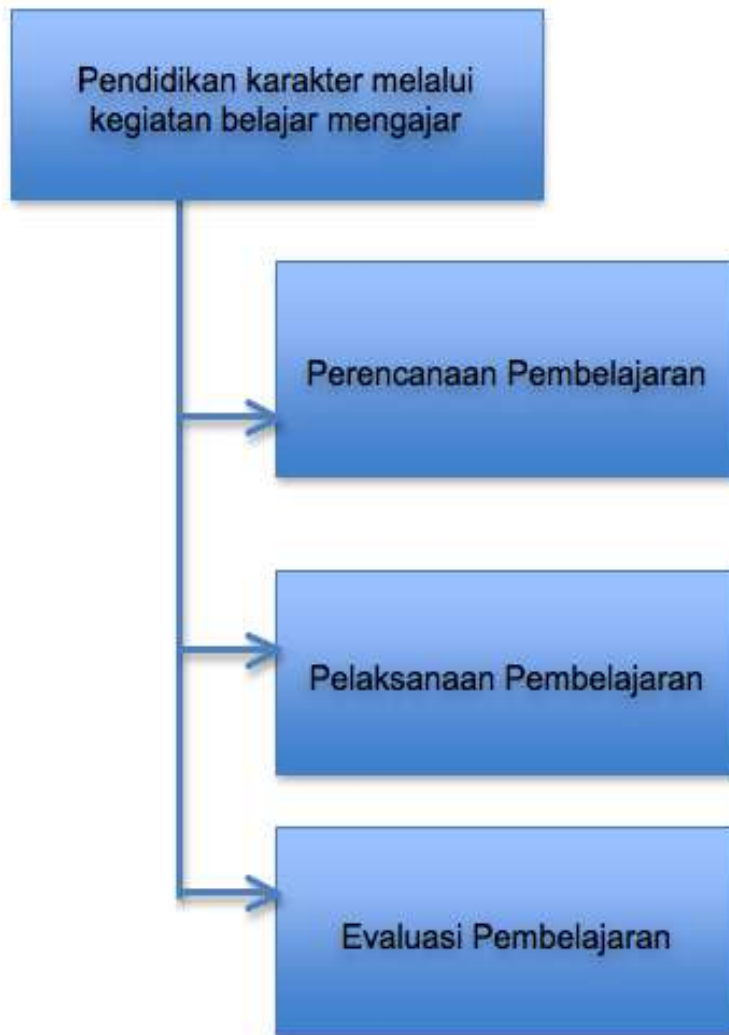 Pendidikan karakter melalui
kegiatan belajar mengajar
Perencanaan Pembelajaran
Pelaksanaan Pembelajaran
Evaluasi Pembelajaran